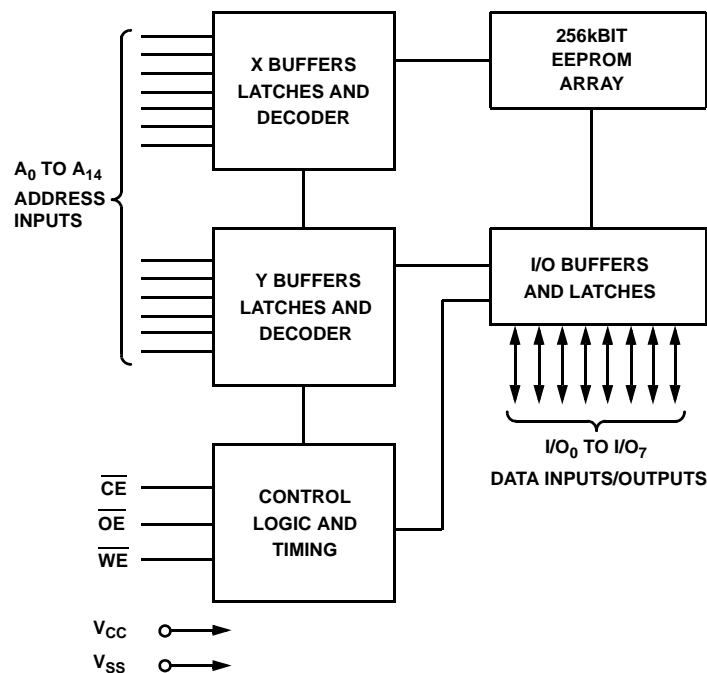 X BUFFERS
LATCHES AND
DECODER
256kBIT
EEPROM
ARRAY
A0 TO A14
ADDRESS
INPUTS
Y BUFFERS
LATCHES AND
DECODER
I/O BUFFERS
AND LATCHES
I/O0 TO I/O7
DATA INPUTS/OUTPUTS
CE
OE
WE
CONTROL
LOGIC AND
TIMING
VCC
VSS